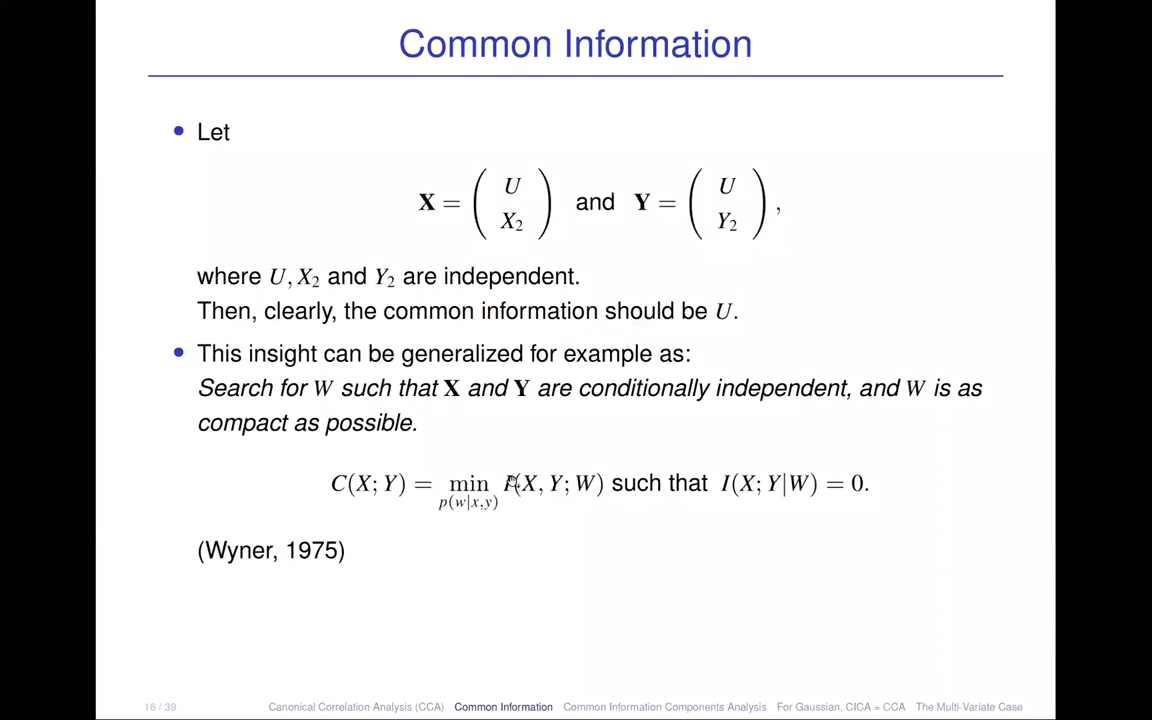 Common Information
• Let
X = ( U X₂ ) and Y = ( U Y₂ ),
where U, X₂ and Y₂ are independent.
Then, clearly, the common information should be U.
• This insight can be generalized for example as:
Search for W such that X and Y are conditionally independent, and W is as
compact as possible.
C(X; Y) = min p(w|x,y) I(X, Y; W) such that I(X; Y|W) = 0.
(Wyner, 1975)
16 / 39 Canonical Correlation Analysis (CCA) Common Information Common Information Components Analysis For Gaussian, CICA = CCA The Multi-Variate Case